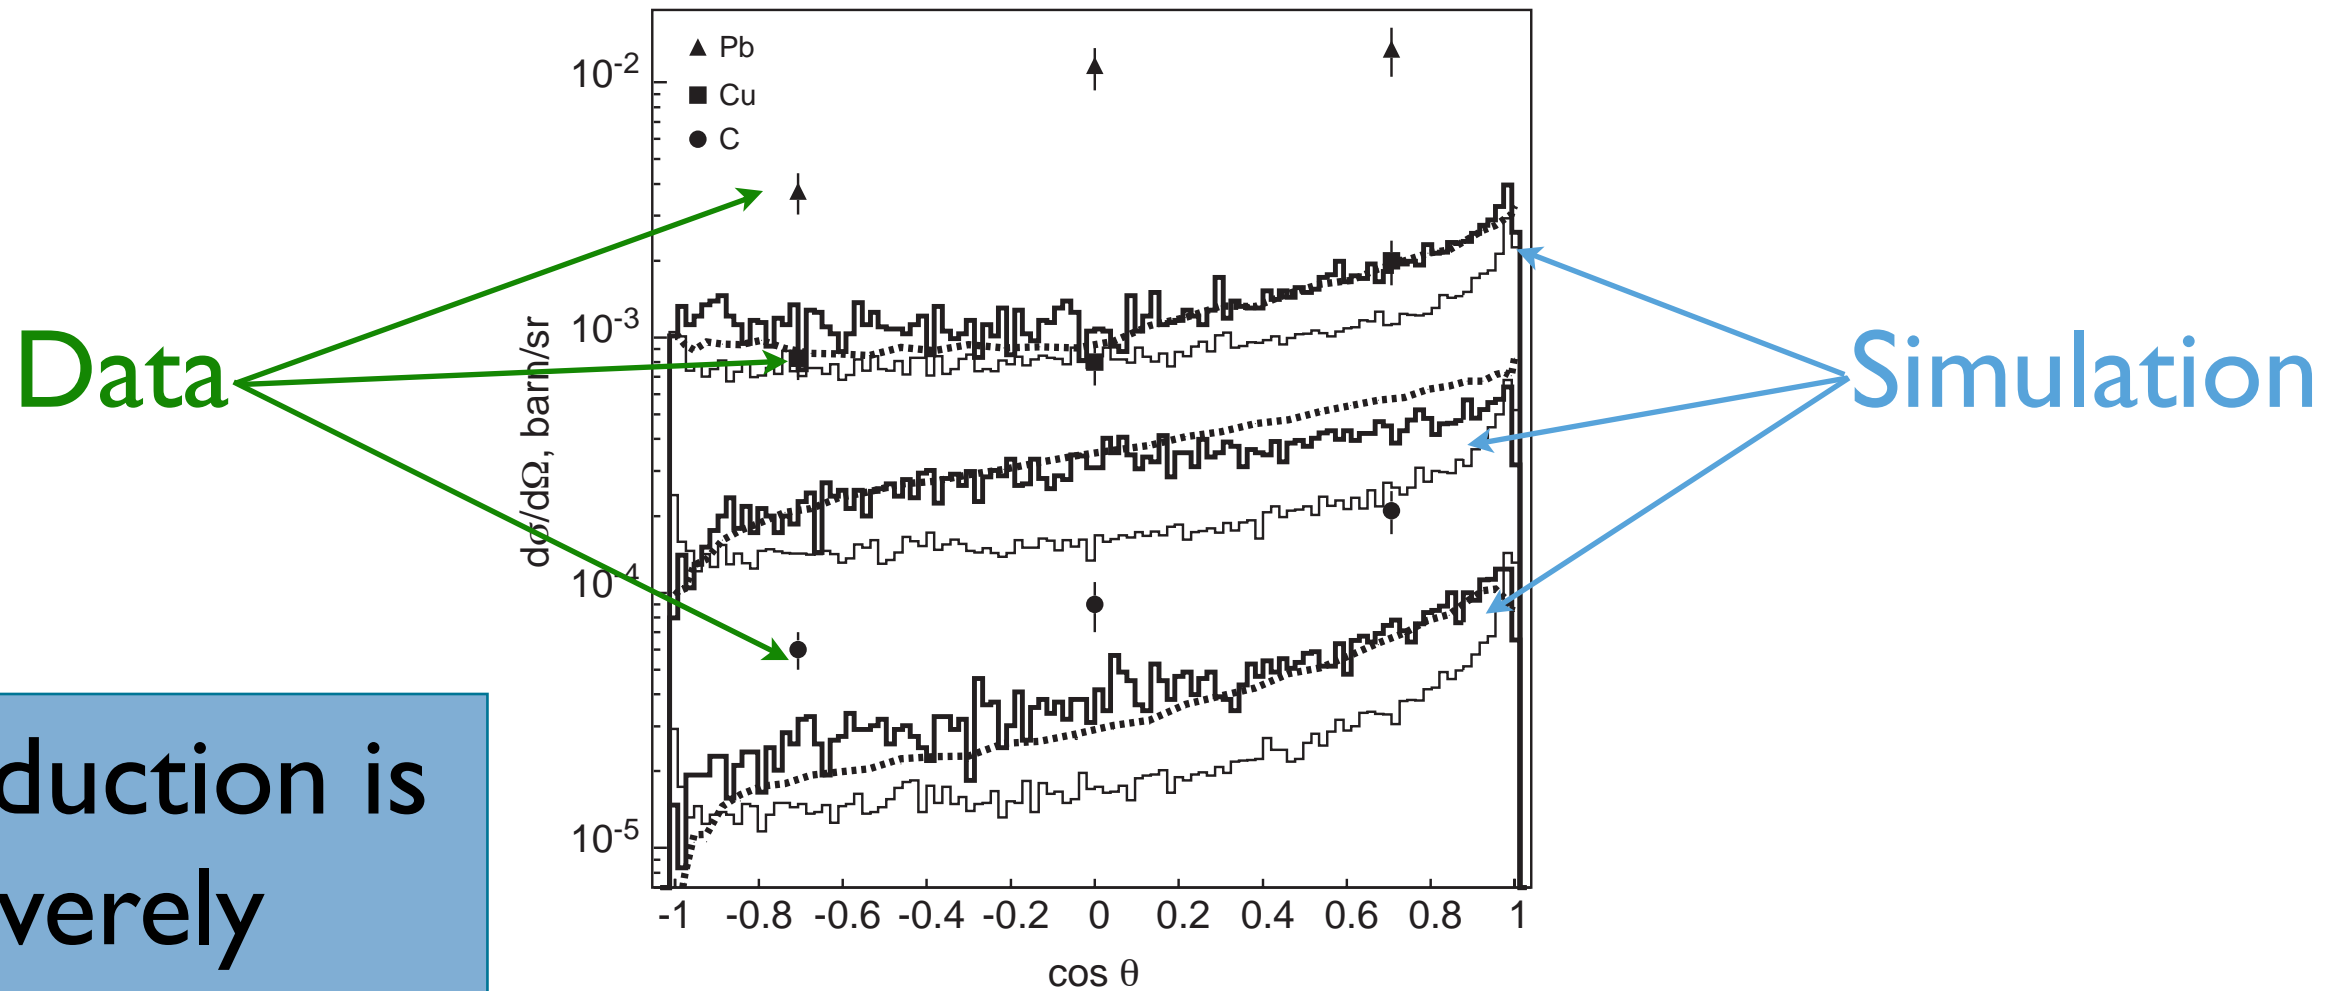 Pb
Cu
C
10-2
10-3
10-4
10-5
dσ/dΩ, barn/sr
-1 -0.8 -0.6 -0.4 -0.2 0 0.2 0.4 0.6 0.8 1
cos θ
Data
Simulation
duction is
verely